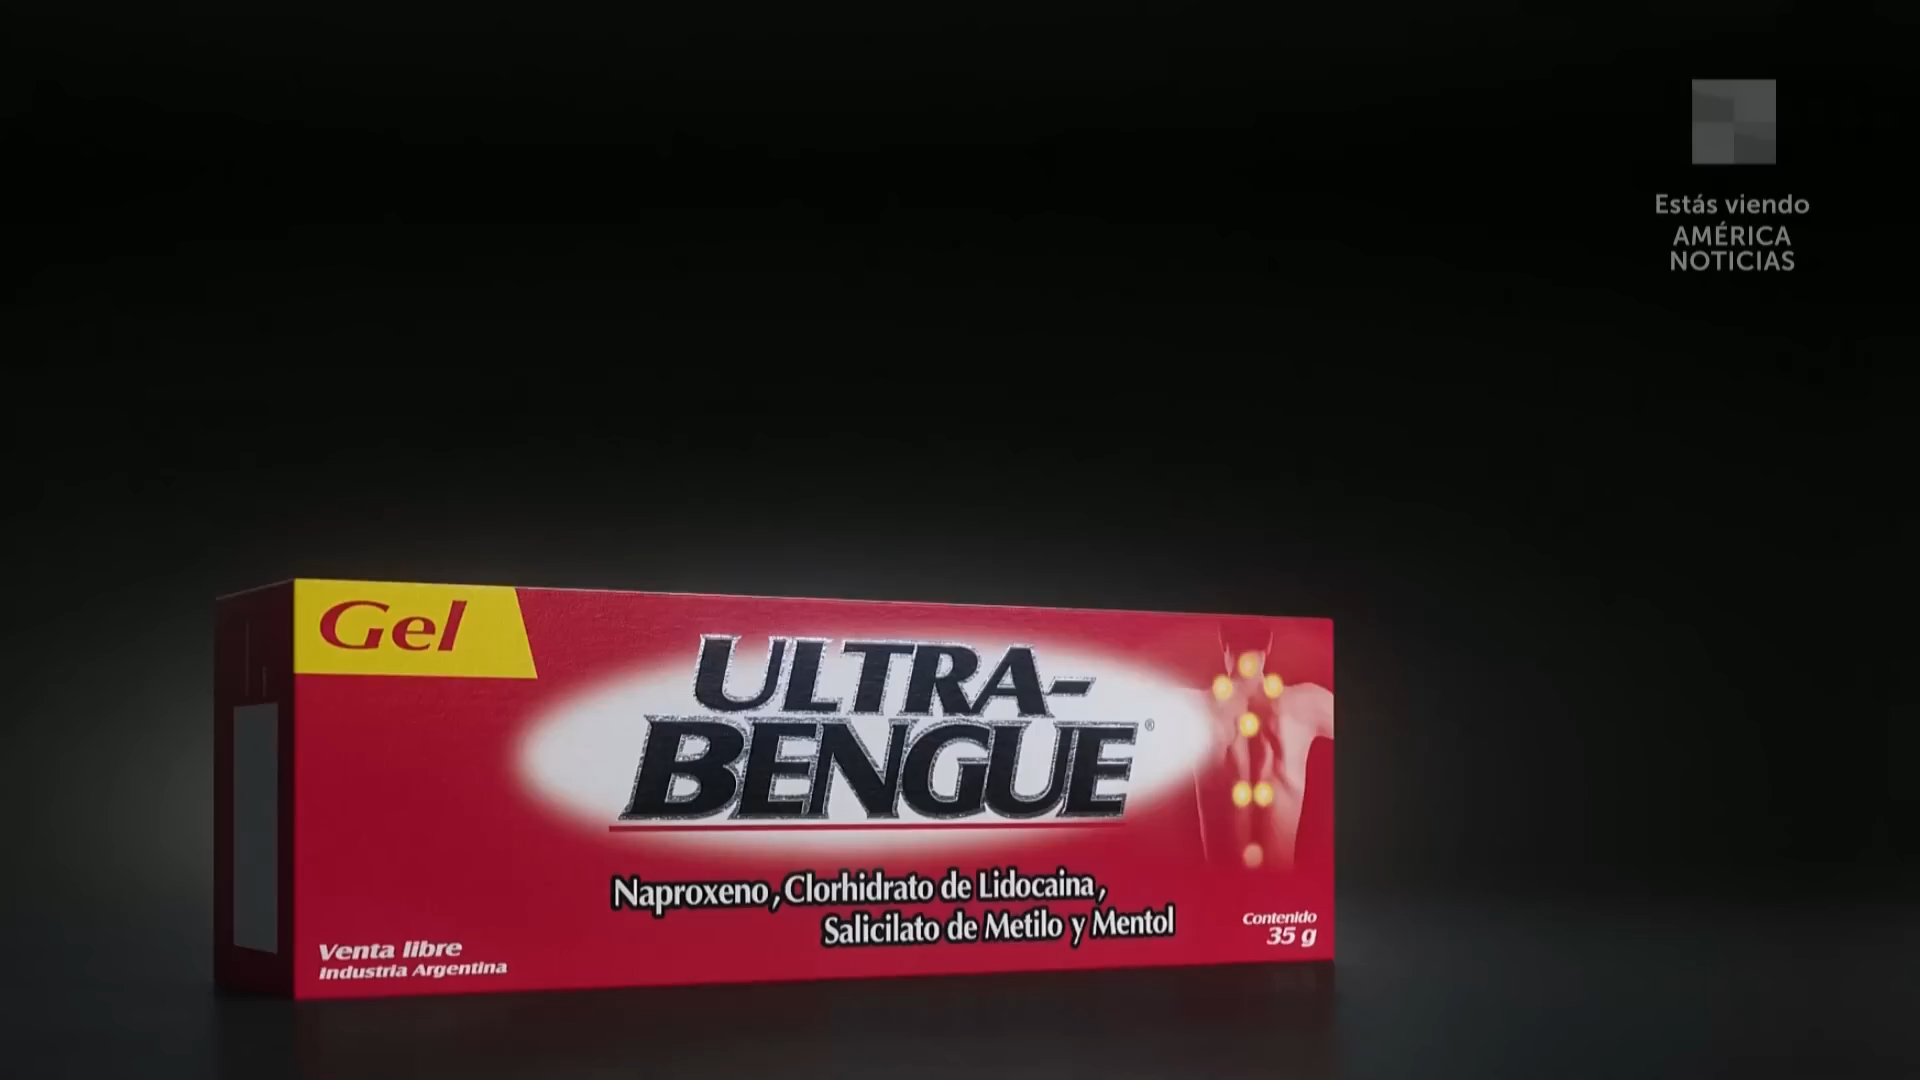 Estás viendo
AMÉRICA
NOTICIAS
Gel
ULTRA-
BENGUE®
Naproxeno, Clorhidrato de Lidocaina,
Salicilato de Metilo y Mentol
Contenido
35 g
Venta libre
Industria Argentina